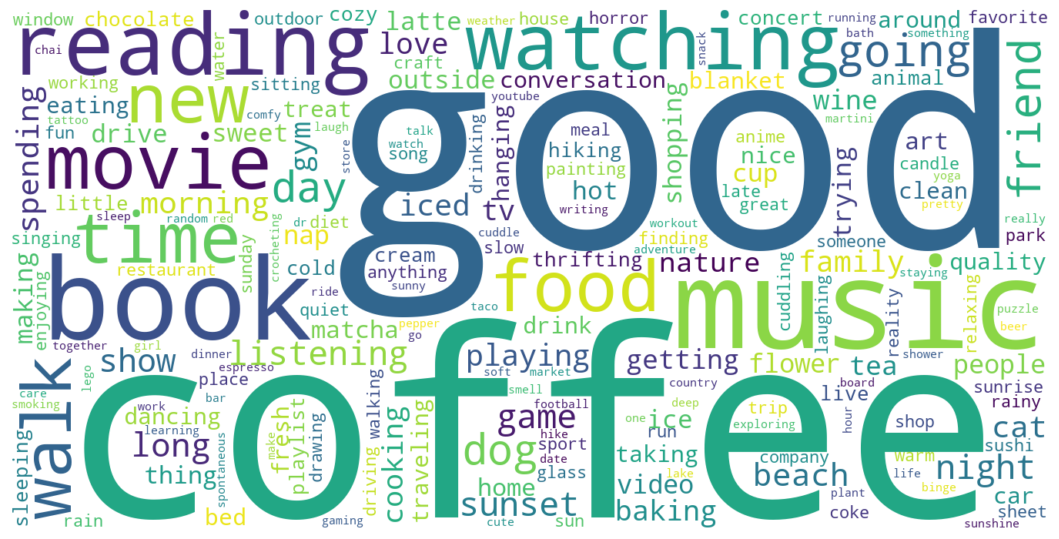 window chocolate outdoor cozy latte weather house horror concert around running favorite
chai reading water love craft snack watching going bath something
working sitting outside conversation blanket animal
eating new treat youtube wine
tattoo comfy good friend
fun drive sweet laugh talk meal anime martini
spending gym watch song drinking hanging hiking shopping nice art
movie store painting cup candle
little morning day iced tv hot late trying clean yoga
time sleep random red dr diet writing great pretty
singing crocheting cuddle slow workout finding someone really park
nap cream thrifting adventure
making enjoying restaurant sunday cold anything nature family quality
book ride sunny food music cuddling laughing reality staying relaxing
quiet taco puzzle
matcha pepper drink beer
together girl go
walk show dinner listening playing soft market getting flower tea people
care lego place espresso smell country shower
smoking work bar coffee football game ice deep trip live board sunrise
dancing learning fresh playlist drawing walking one exploring hour rainy
long make hike sport run shop cat
sleeping thing spontaneous driving cooking traveling dog date glass taking company warm sushi
home lake beach life night
rain bed gaming sunset video plant binge car
cute sun baking coke sheet
sunshine